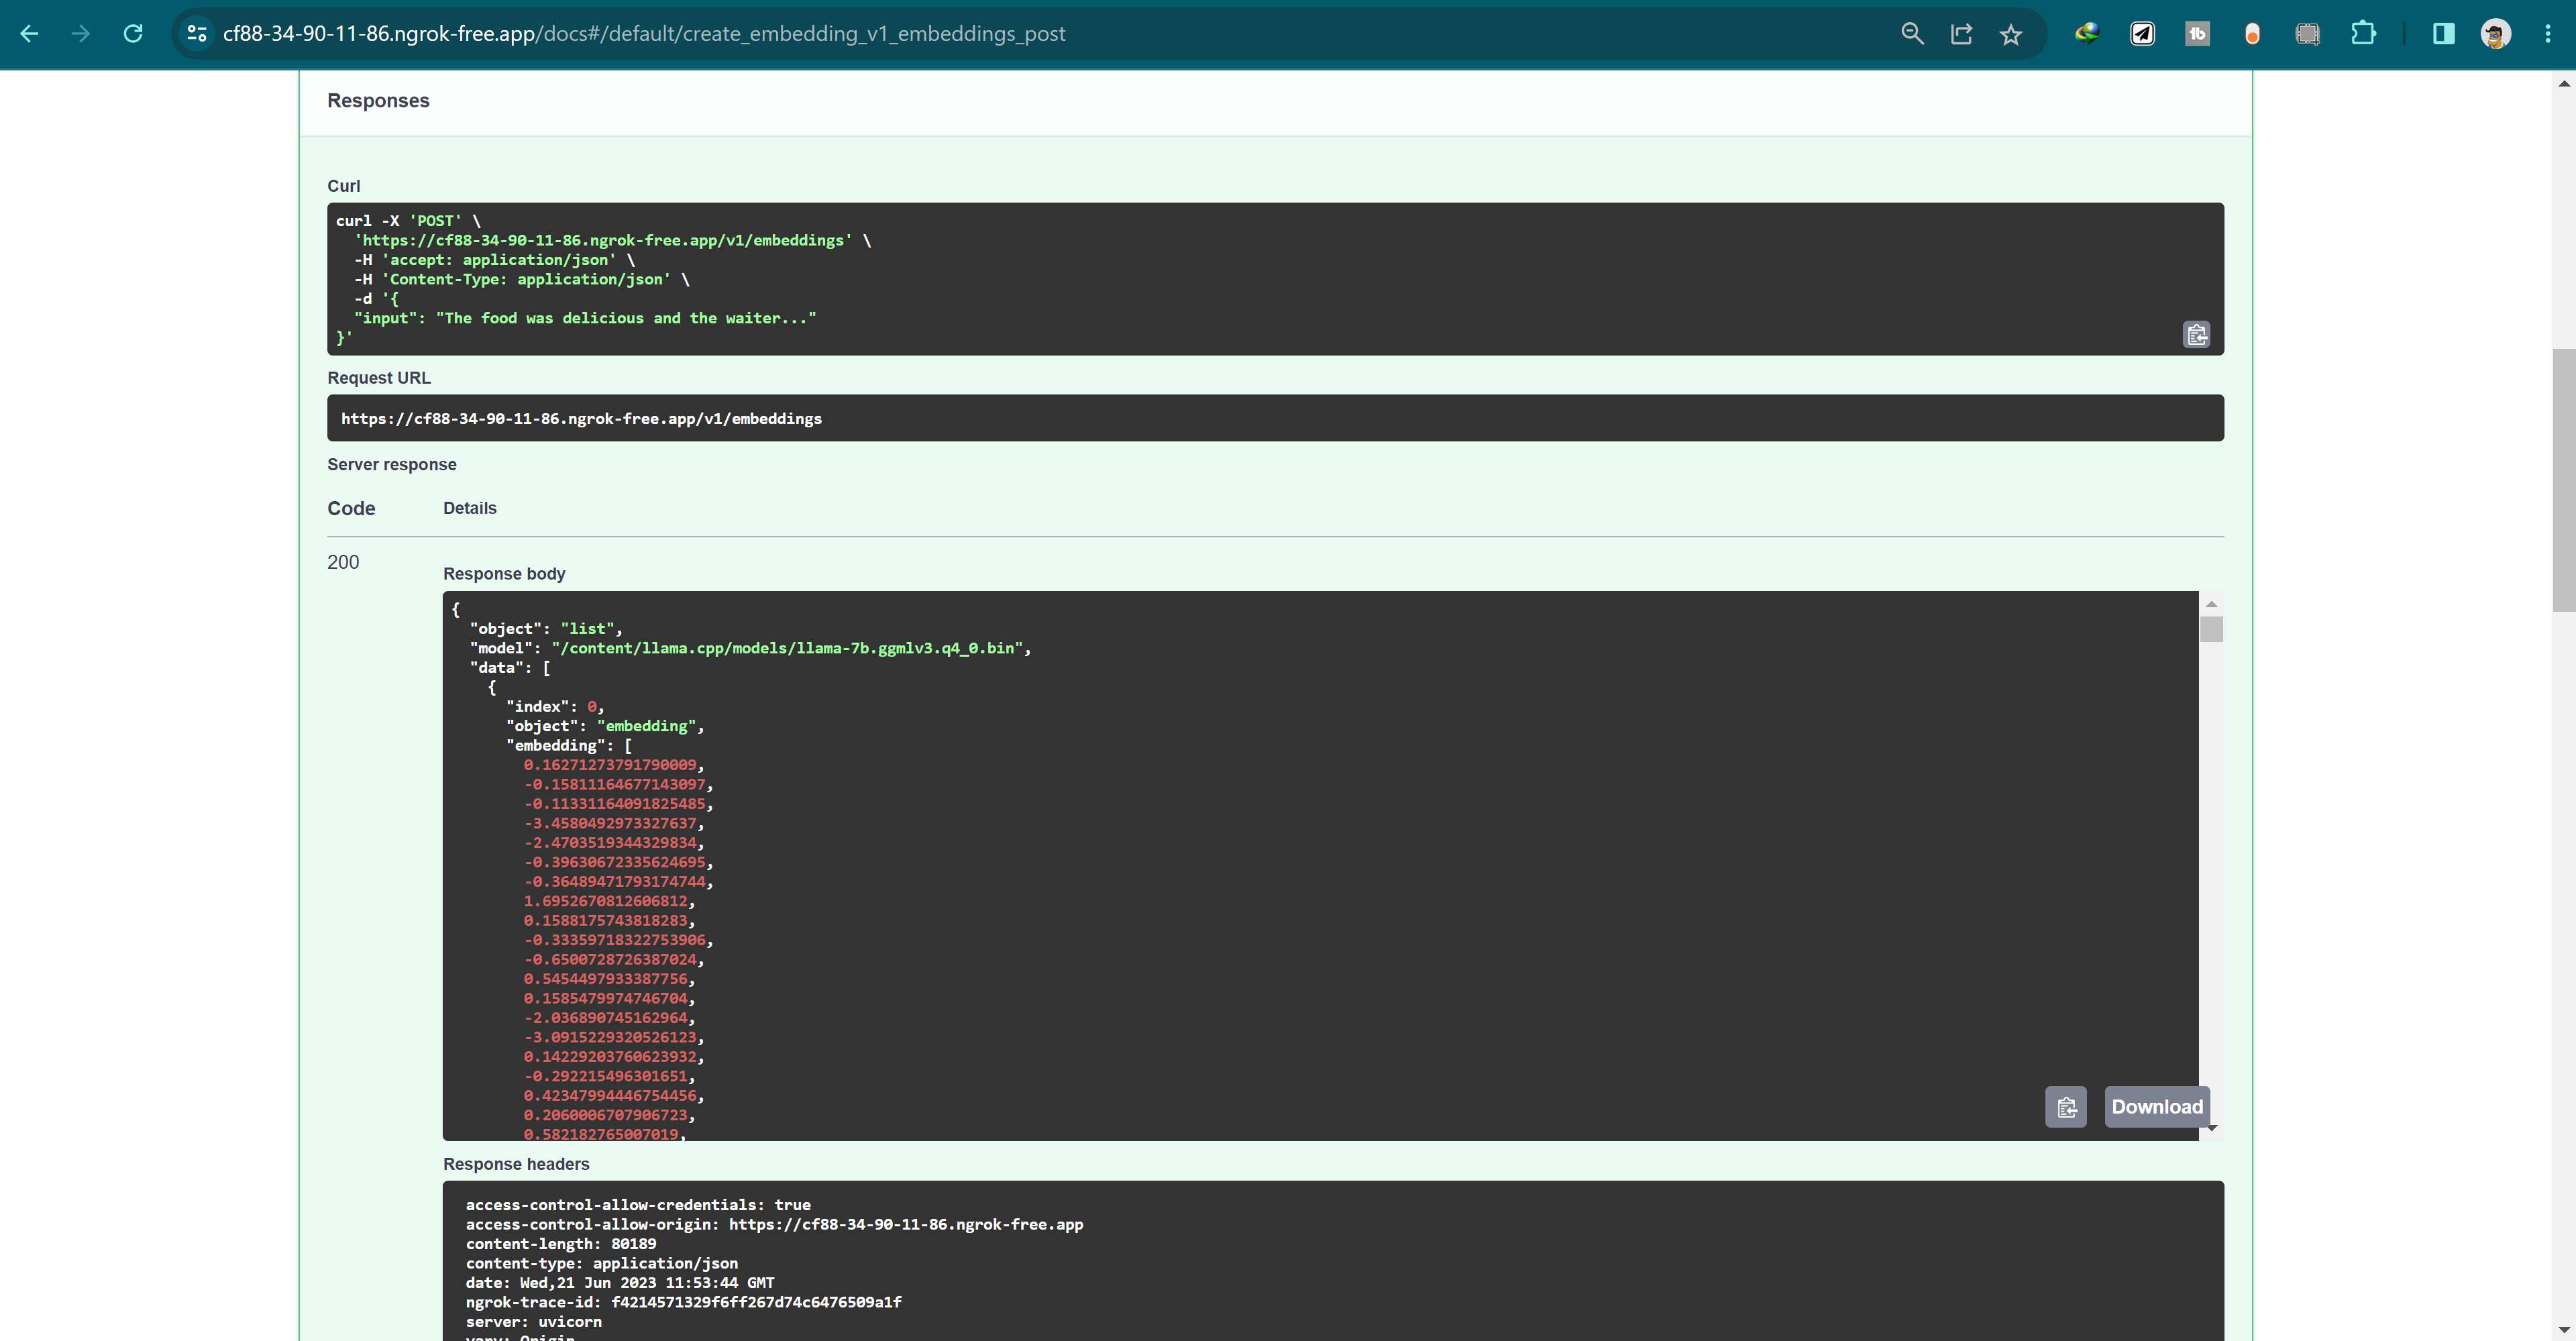 cf88-34-90-11-86.ngrok-free.app/docs#/default/create_embedding_v1_embeddings_post
tb
Responses
Curl
curl -X 'POST' \
  'https://cf88-34-90-11-86.ngrok-free.app/v1/embeddings' \
  -H 'accept: application/json' \
  -H 'Content-Type: application/json' \
  -d '{
  "input": "The food was delicious and the waiter..."
}'
Request URL
https://cf88-34-90-11-86.ngrok-free.app/v1/embeddings
Server response
Code Details
200
Response body
{
  "object": "list",
  "model": "/content/llama.cpp/models/llama-7b.ggmlv3.q4_0.bin",
  "data": [
    {
      "index": 0,
      "object": "embedding",
      "embedding": [
        0.16271273791790009,
        -0.15811164677143097,
        -0.11331164091825485,
        -3.4580492973327637,
        -2.4703519344329834,
        -0.39630672335624695,
        -0.36489471793174744,
        1.6952670812606812,
        0.1588175743818283,
        -0.33359718322753906,
        -0.6500728726387024,
        0.5454497933387756,
        0.1585479974746704,
        -2.036890745162964,
        -3.0915229320526123,
        0.14229203760623932,
        -0.292215496301651,
        0.42347994446754456,
        0.2060006707906723,
        0.582182765007019,
Download
Response headers
access-control-allow-credentials: true
access-control-allow-origin: https://cf88-34-90-11-86.ngrok-free.app
content-length: 80189
content-type: application/json
date: Wed,21 Jun 2023 11:53:44 GMT
ngrok-trace-id: f4214571329f6ff267d74c6476509a1f
server: uvicorn
vary: Origin